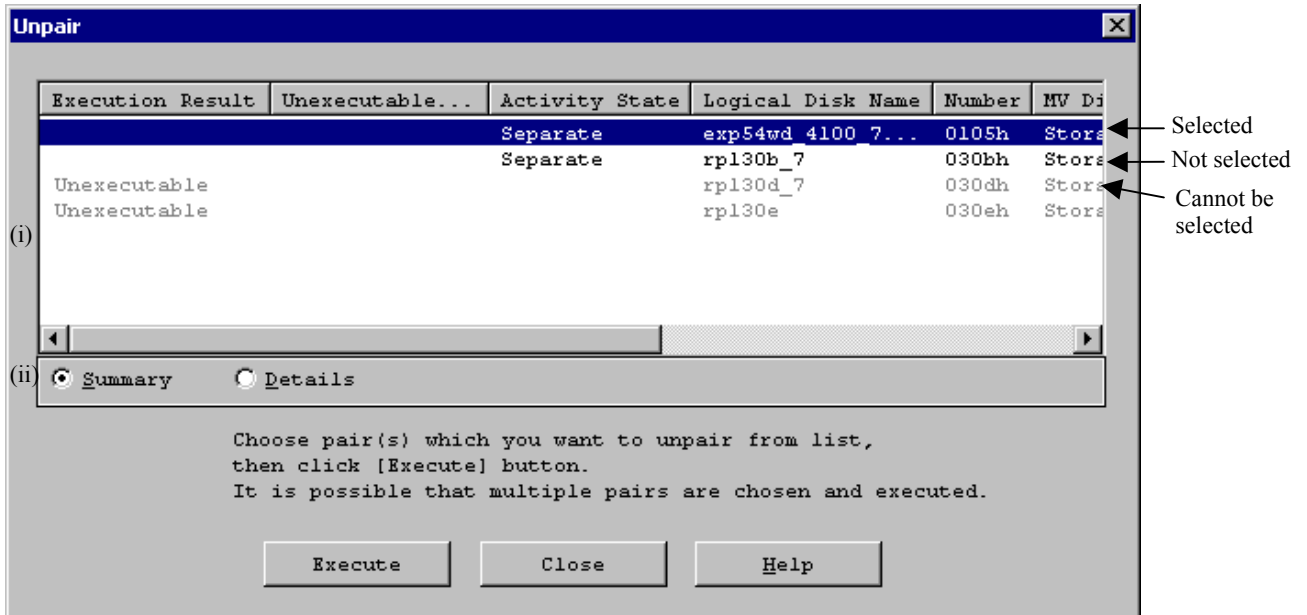 Unpair
Execution Result Unexecutable... Activity State Logical Disk Name Number MV Di
Separate exp54wd_4100_7... 0105h Stora
Selected
Separate rpl30b_7 030bh Stora
Not selected
Unexecutable rpl30d_7 030dh Stora
Cannot be
selected
Unexecutable rpl30e 030eh Stora
(i)
(ii) Summary Details
Choose pair(s) which you want to unpair from list,
then click [Execute] button.
It is possible that multiple pairs are chosen and executed.
Execute Close Help